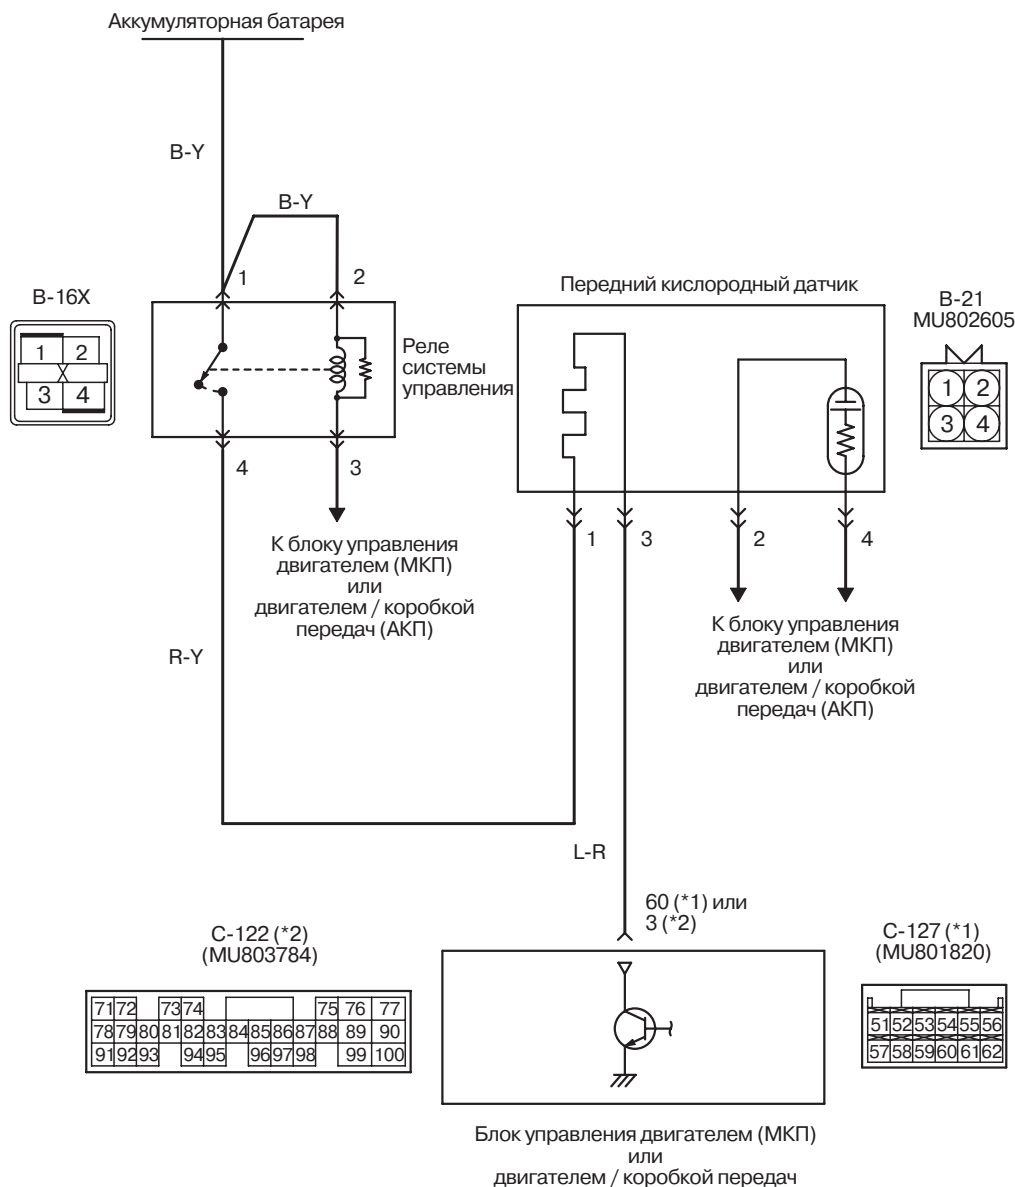 Аккумуляторная батарея
B-Y
B-Y
1
2
B-16X
1 2
3 4
Реле
системы
управления
4
3
К блоку управления
двигателем (МКП)
или
двигателем / коробкой
передач (АКП)
R-Y
Передний кислородный датчик
B-21
MU802605
1 2
3 4
1
3
2
4
К блоку управления
двигателем (МКП)
или
двигателем / коробкой
передач (АКП)
L-R
60 (*1) или
3 (*2)
C-122 (*2)
(MU803784)
71 72 73 74 75 76 77
78 79 80 81 82 83 84 85 86 87 88 89 90
91 92 93 94 95 96 97 98 99 100
C-127 (*1)
(MU801820)
51 52 53 54 55 56
57 58 59 60 61 62
Блок управления двигателем (МКП)
или
двигателем / коробкой передач